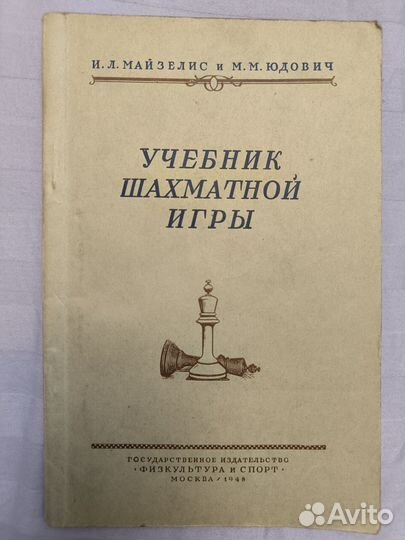 И. Л. МАЙЗЕЛИС и М. М. ЮДОВИЧ
УЧЕБНИК
ШАХМАТНОЙ
ИГРЫ
ГОСУДАРСТВЕННОЕ ИЗДАТЕЛЬСТВО
· ФИЗКУЛЬТУРА и СПОРТ ·
МОСКВА / 1948
Avito